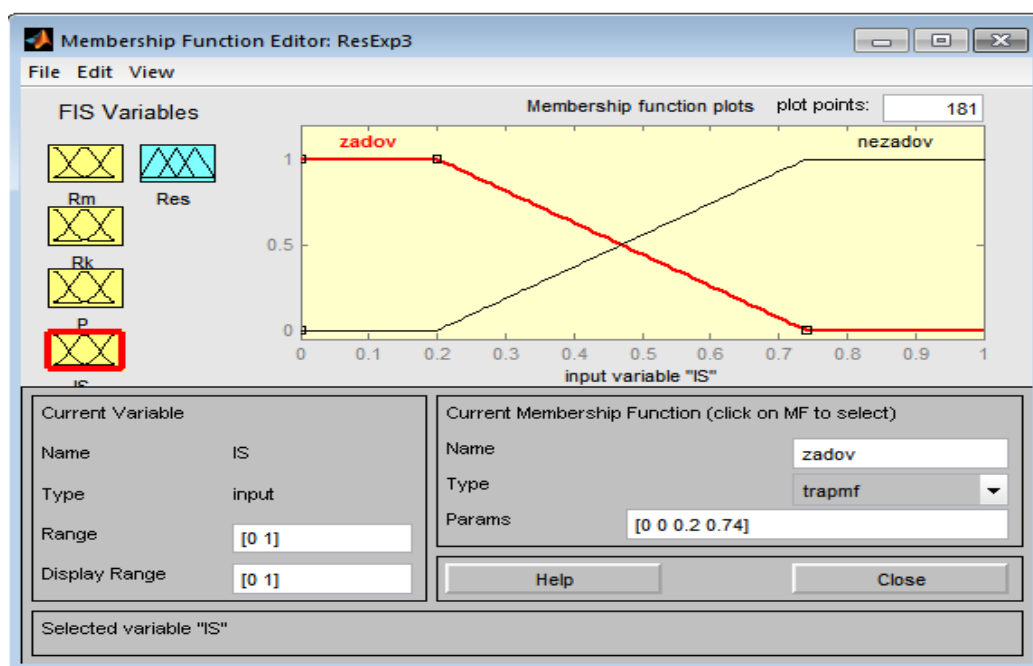 Membership Function Editor: ResExp3
File Edit View
FIS Variables
Rm
Res
Rk
P
IS
Membership function plots
plot points:
181
zadov
nezadov
1
0.5
0
0 0.1 0.2 0.3 0.4 0.5 0.6 0.7 0.8 0.9 1
input variable "IS"
Current Variable
Name IS
Type input
Range [0 1]
Display Range [0 1]
Current Membership Function (click on MF to select)
Name zadov
Type trapmf
Params [0 0 0.2 0.74]
Help
Close
Selected variable "IS"